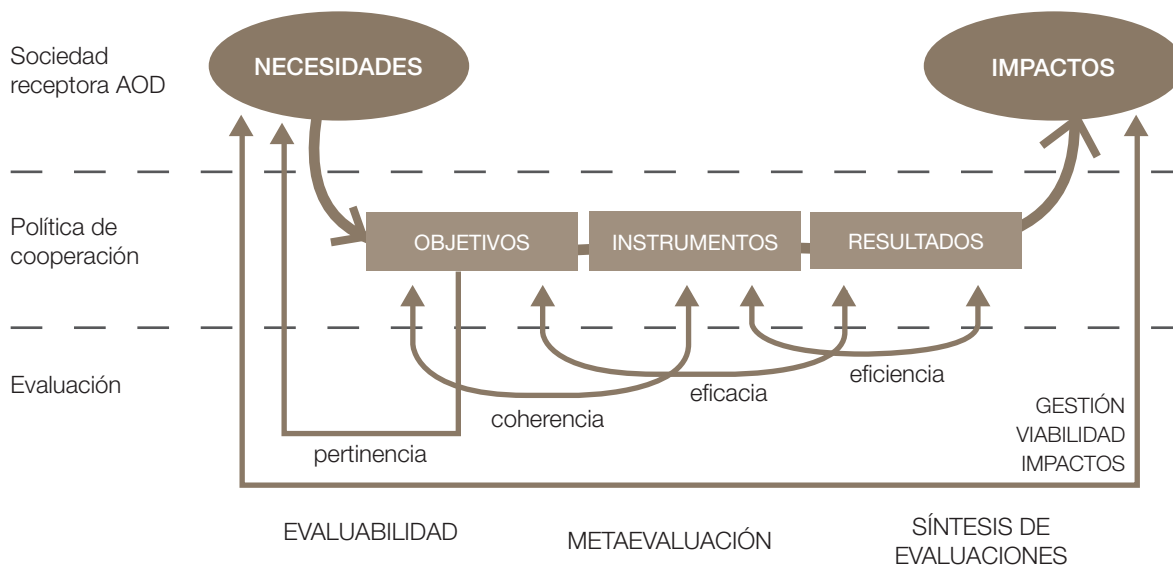 Sociedad
receptora AOD
NECESIDADES
IMPACTOS
Política de
cooperación
OBJETIVOS
INSTRUMENTOS
RESULTADOS
Evaluación
eficiencia
eficacia
coherencia
pertinencia
GESTIÓN
VIABILIDAD
IMPACTOS
EVALUABILIDAD
METAEVALUACIÓN
SÍNTESIS DE
EVALUACIONES